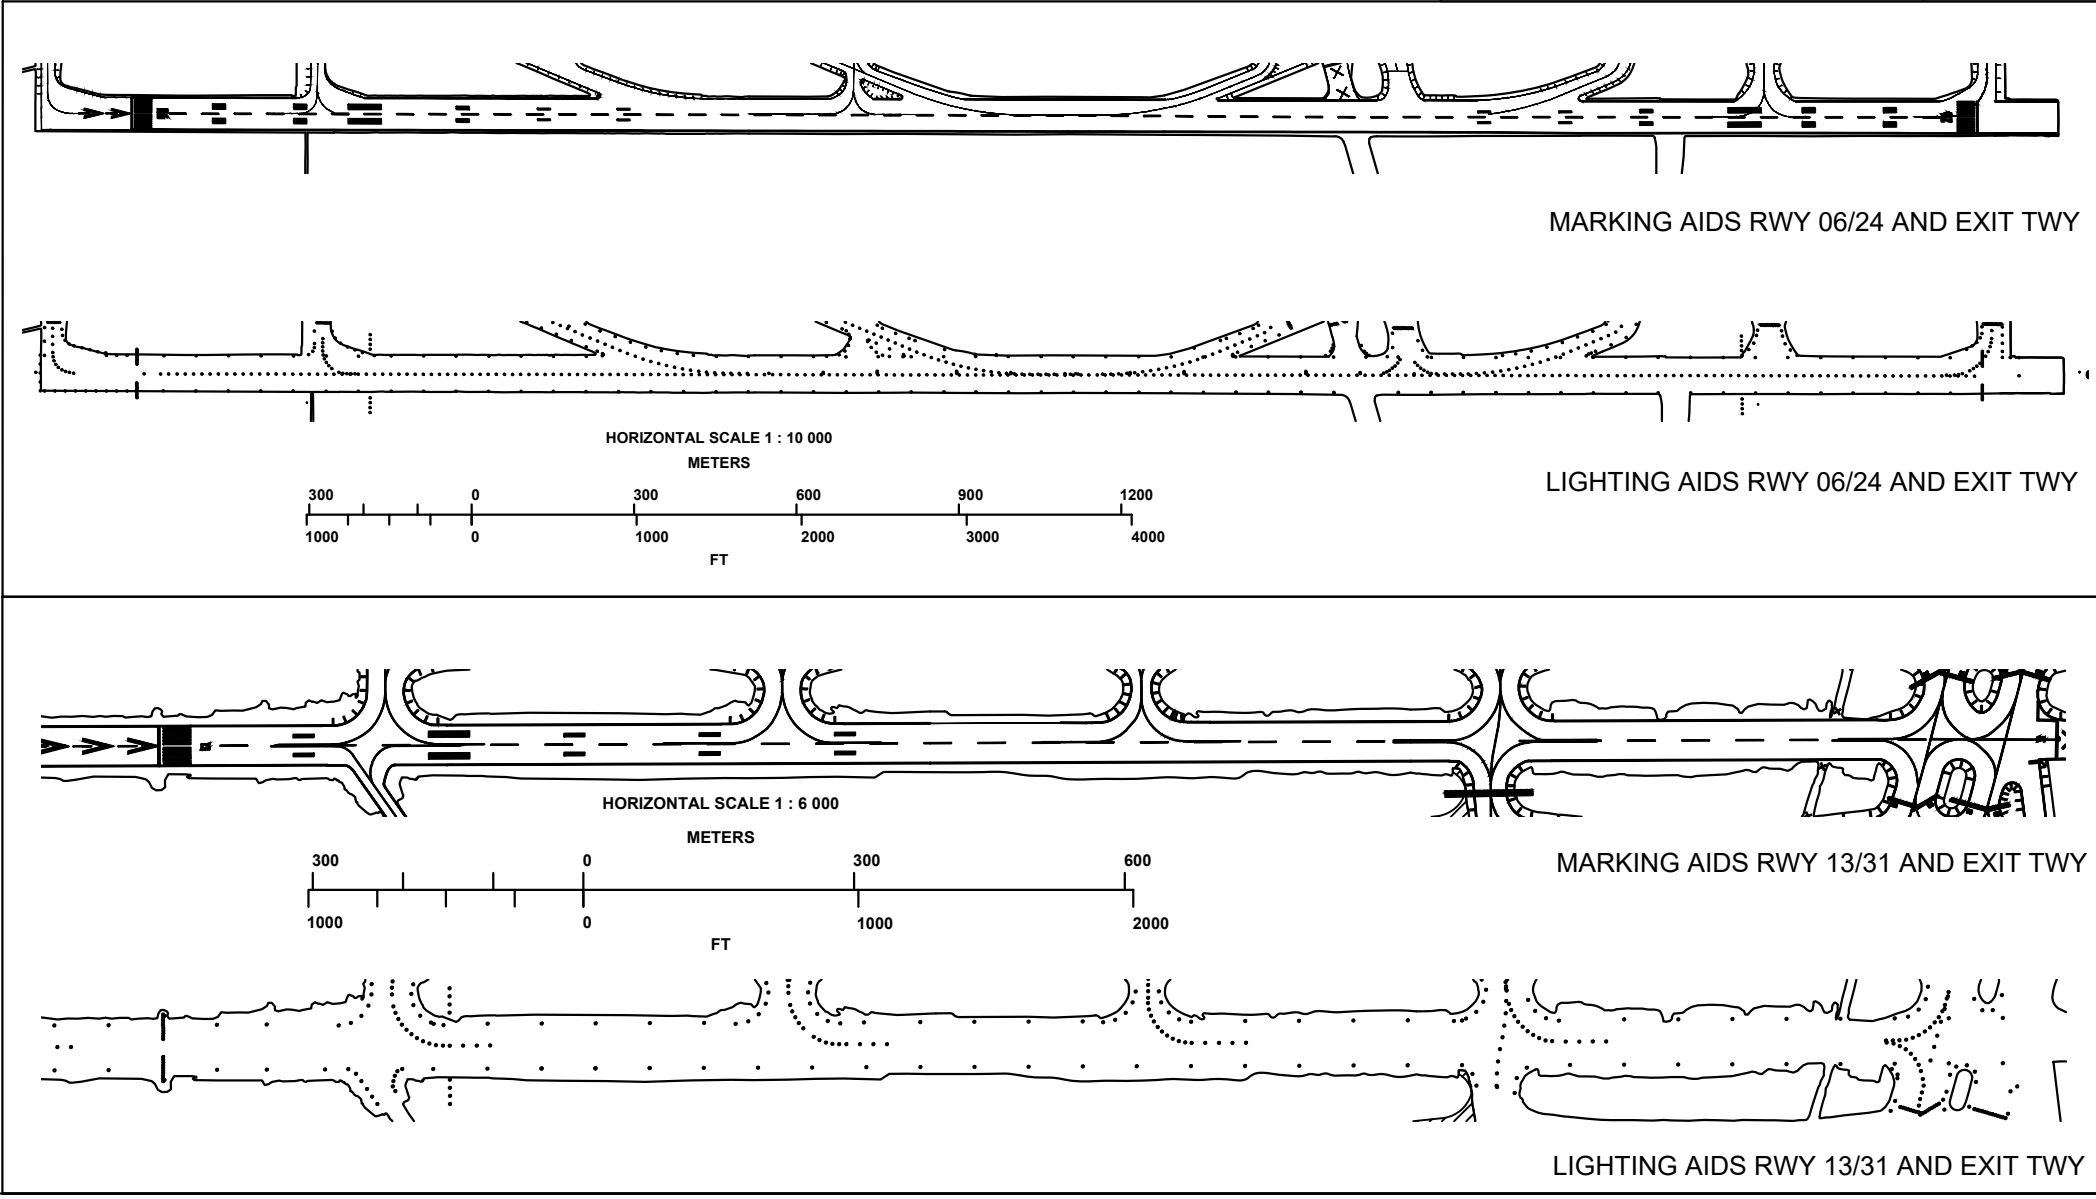 MARKING AIDS RWY 06/24 AND EXIT TWY
HORIZONTAL SCALE 1 : 10 000
METERS
LIGHTING AIDS RWY 06/24 AND EXIT TWY
300 0 300 600 900 1200
1000 0 1000 2000 3000 4000
FT
HORIZONTAL SCALE 1 : 6 000
METERS
300 0 300 600
MARKING AIDS RWY 13/31 AND EXIT TWY
1000 0 1000 2000
FT
LIGHTING AIDS RWY 13/31 AND EXIT TWY